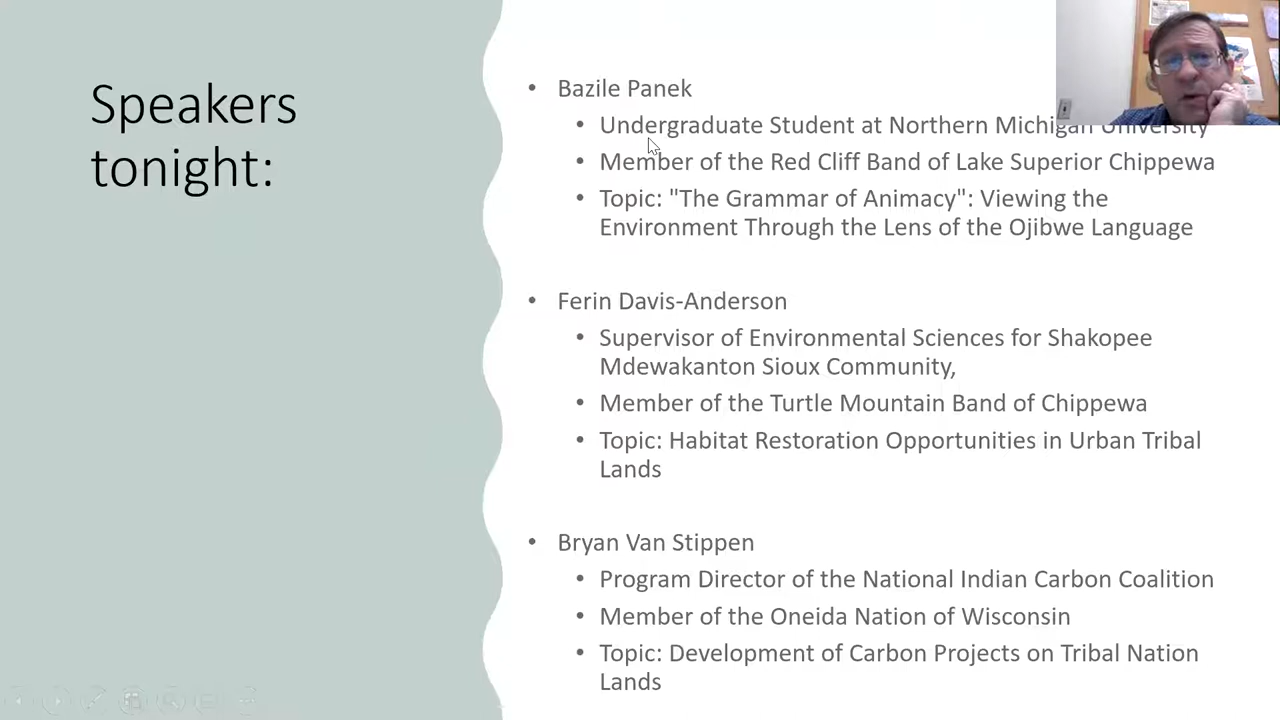 Speakers
tonight:
• Bazile Panek
• Undergraduate Student at Northern Michigan University
• Member of the Red Cliff Band of Lake Superior Chippewa
• Topic: "The Grammar of Animacy": Viewing the
Environment Through the Lens of the Ojibwe Language
• Ferin Davis-Anderson
• Supervisor of Environmental Sciences for Shakopee
Mdewakanton Sioux Community,
• Member of the Turtle Mountain Band of Chippewa
• Topic: Habitat Restoration Opportunities in Urban Tribal
Lands
• Bryan Van Stippen
• Program Director of the National Indian Carbon Coalition
• Member of the Oneida Nation of Wisconsin
• Topic: Development of Carbon Projects on Tribal Nation
Lands